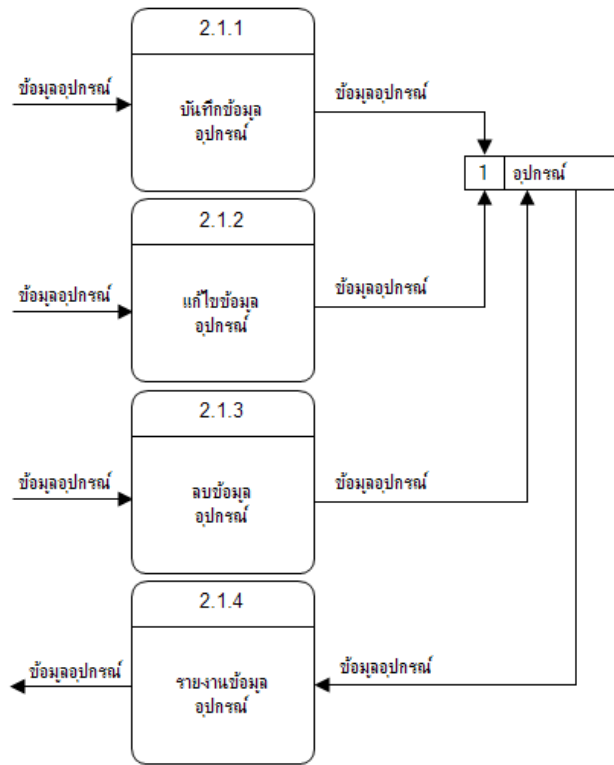 2.1.1
ข้อมูลอุปกรณ์
บันทึกข้อมูล
อุปกรณ์
ข้อมูลอุปกรณ์
1 อุปกรณ์
2.1.2
ข้อมูลอุปกรณ์
แก้ไขข้อมูล
อุปกรณ์
ข้อมูลอุปกรณ์
2.1.3
ข้อมูลอุปกรณ์
ลบข้อมูล
อุปกรณ์
ข้อมูลอุปกรณ์
2.1.4
ข้อมูลอุปกรณ์
รายงานข้อมูล
อุปกรณ์
ข้อมูลอุปกรณ์